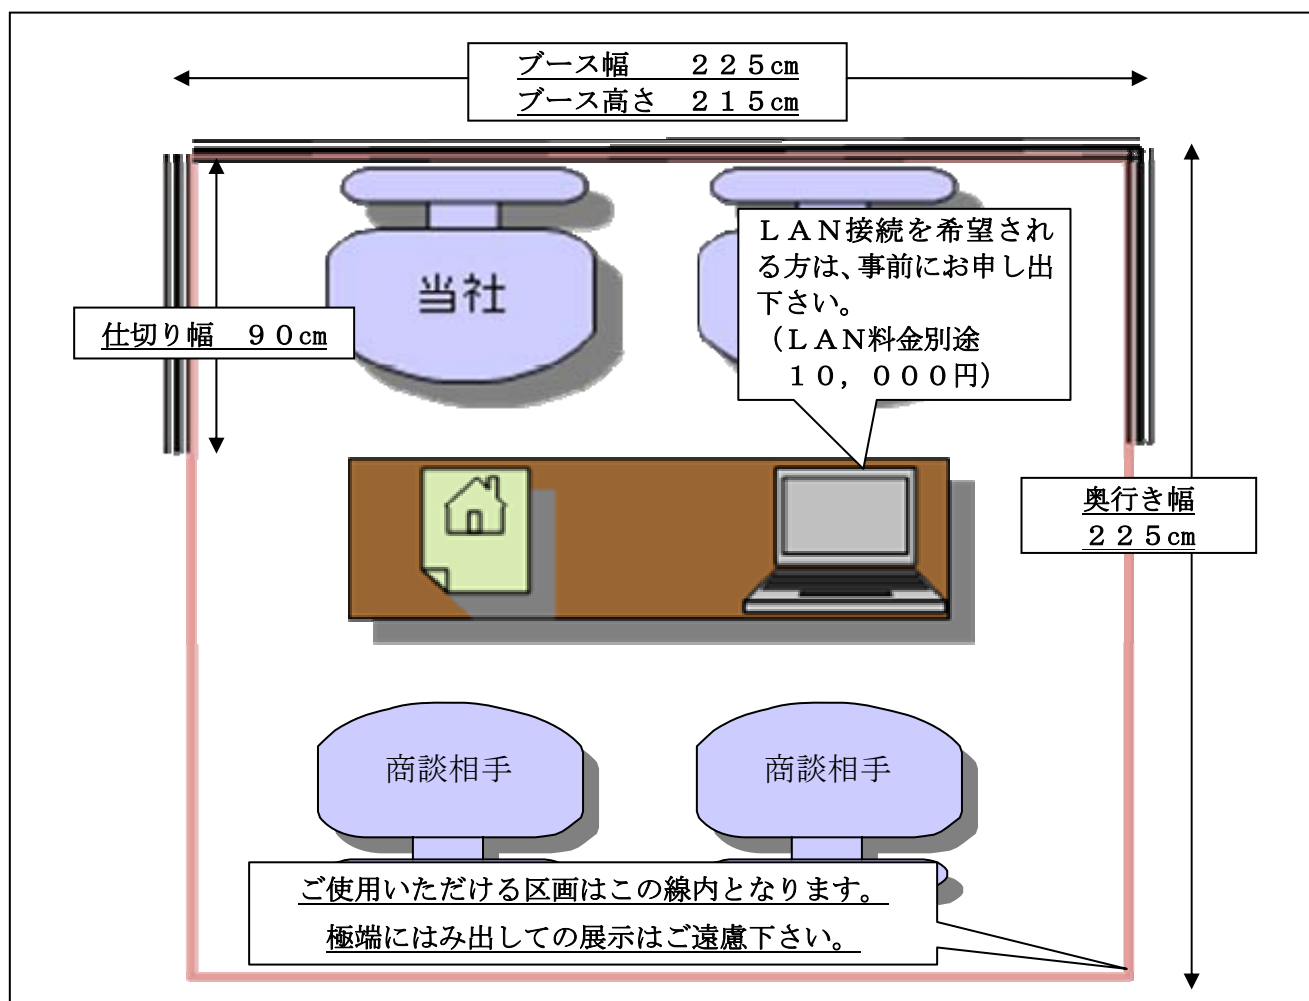 ブース幅　　２２５cm
ブース高さ　２１５cm
ＬＡＮ接続を希望され
る方は、事前にお申し出
下さい。
（ＬＡＮ料金別途
１０，０００円）
当社
仕切り幅　９０cm
奥行き幅
２２５cm
商談相手
商談相手
ご使用いただける区画はこの線内となります。
極端にはみ出しての展示はご遠慮下さい。